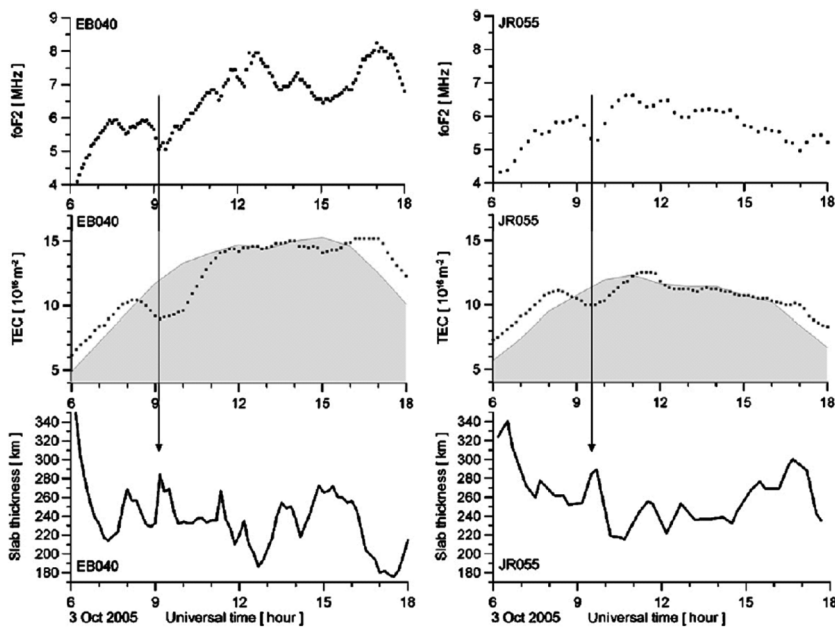 EB040
9
8
7
6
5
4
foF2 [ MHz ]
6 9 12 15 18
EB040
15
10
5
TEC [ 10¹⁶m⁻² ]
6 9 12 15 18
340
320
300
280
260
240
220
200
180
Slab thickness [ km ]
EB040
6 9 12 15 18
3 Oct 2005 Universal time [ hour ]
JR055
9
8
7
6
5
4
foF2 [ MHz ]
6 9 12 15 18
JR055
15
10
5
TEC [ 10¹⁶m⁻² ]
6 9 12 15 18
340
320
300
280
260
240
220
200
180
Slab thickness [ km ]
JR055
6 9 12 15 18
3 Oct 2005 Universal time [ hour ]